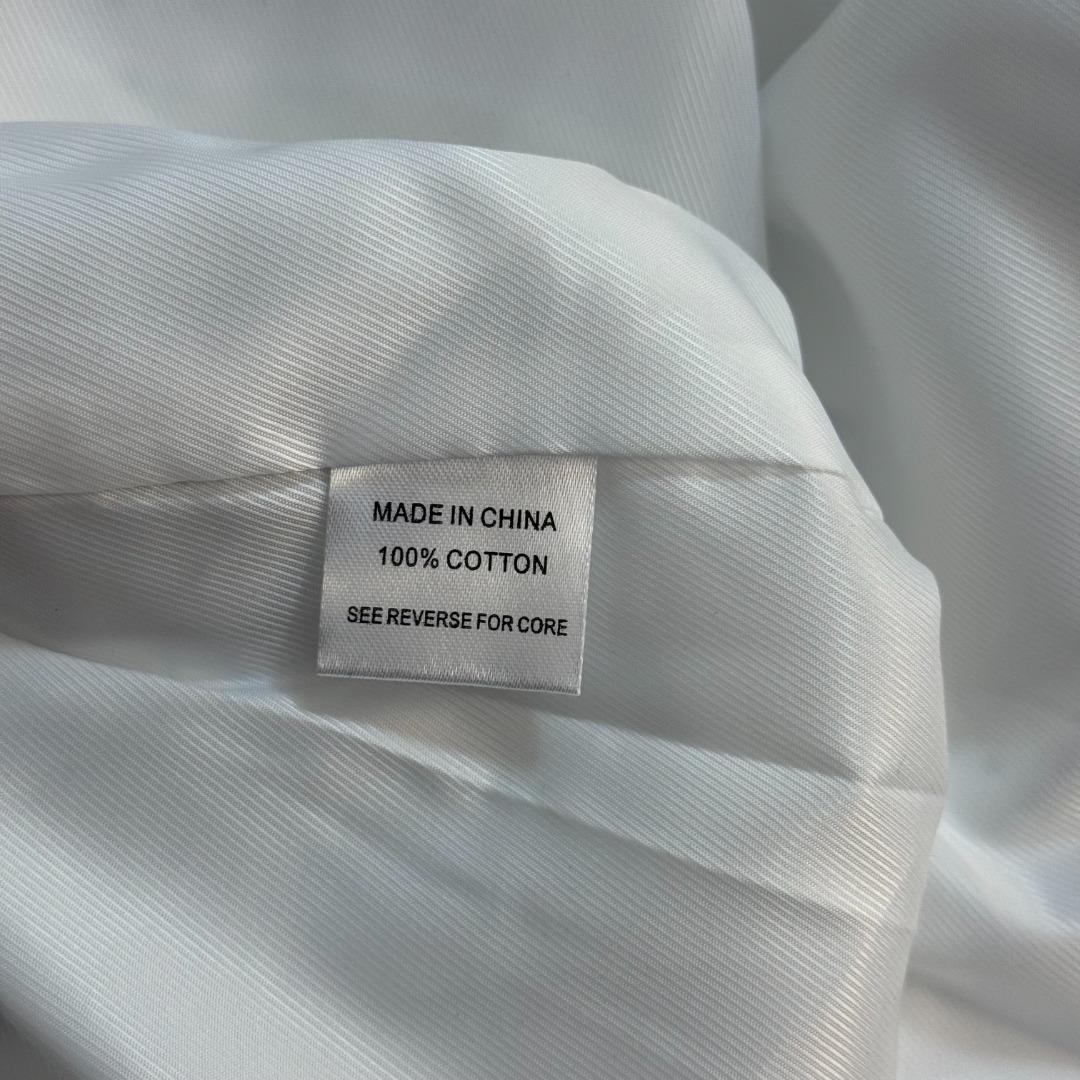 MADE IN CHINA
100% COTTON
SEE REVERSE FOR CORE